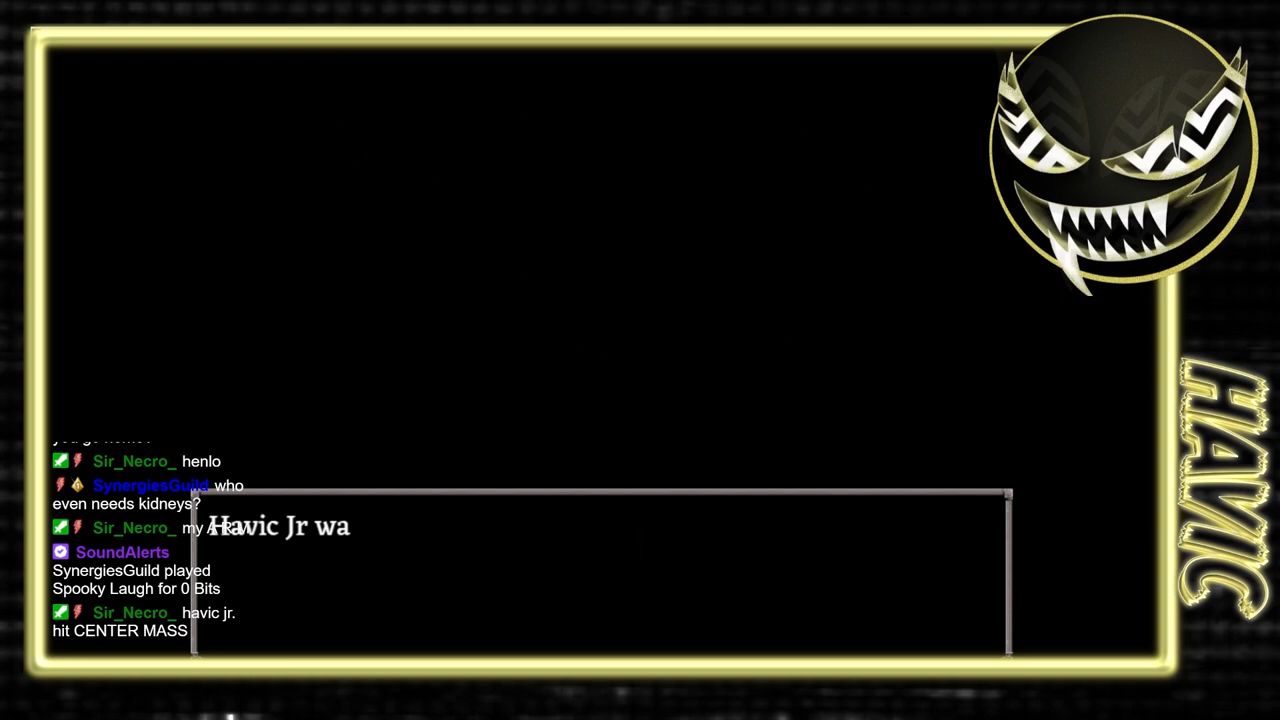 Sir_Necro_ henlo
SynergiesGuild who
even needs kidneys?
Sir_Necro_ my
SoundAlerts
SynergiesGuild played
Spooky Laugh for 0 Bits
Sir_Necro_ havic jr.
hit CENTER MASS
Havic Jr wa
HAVIC